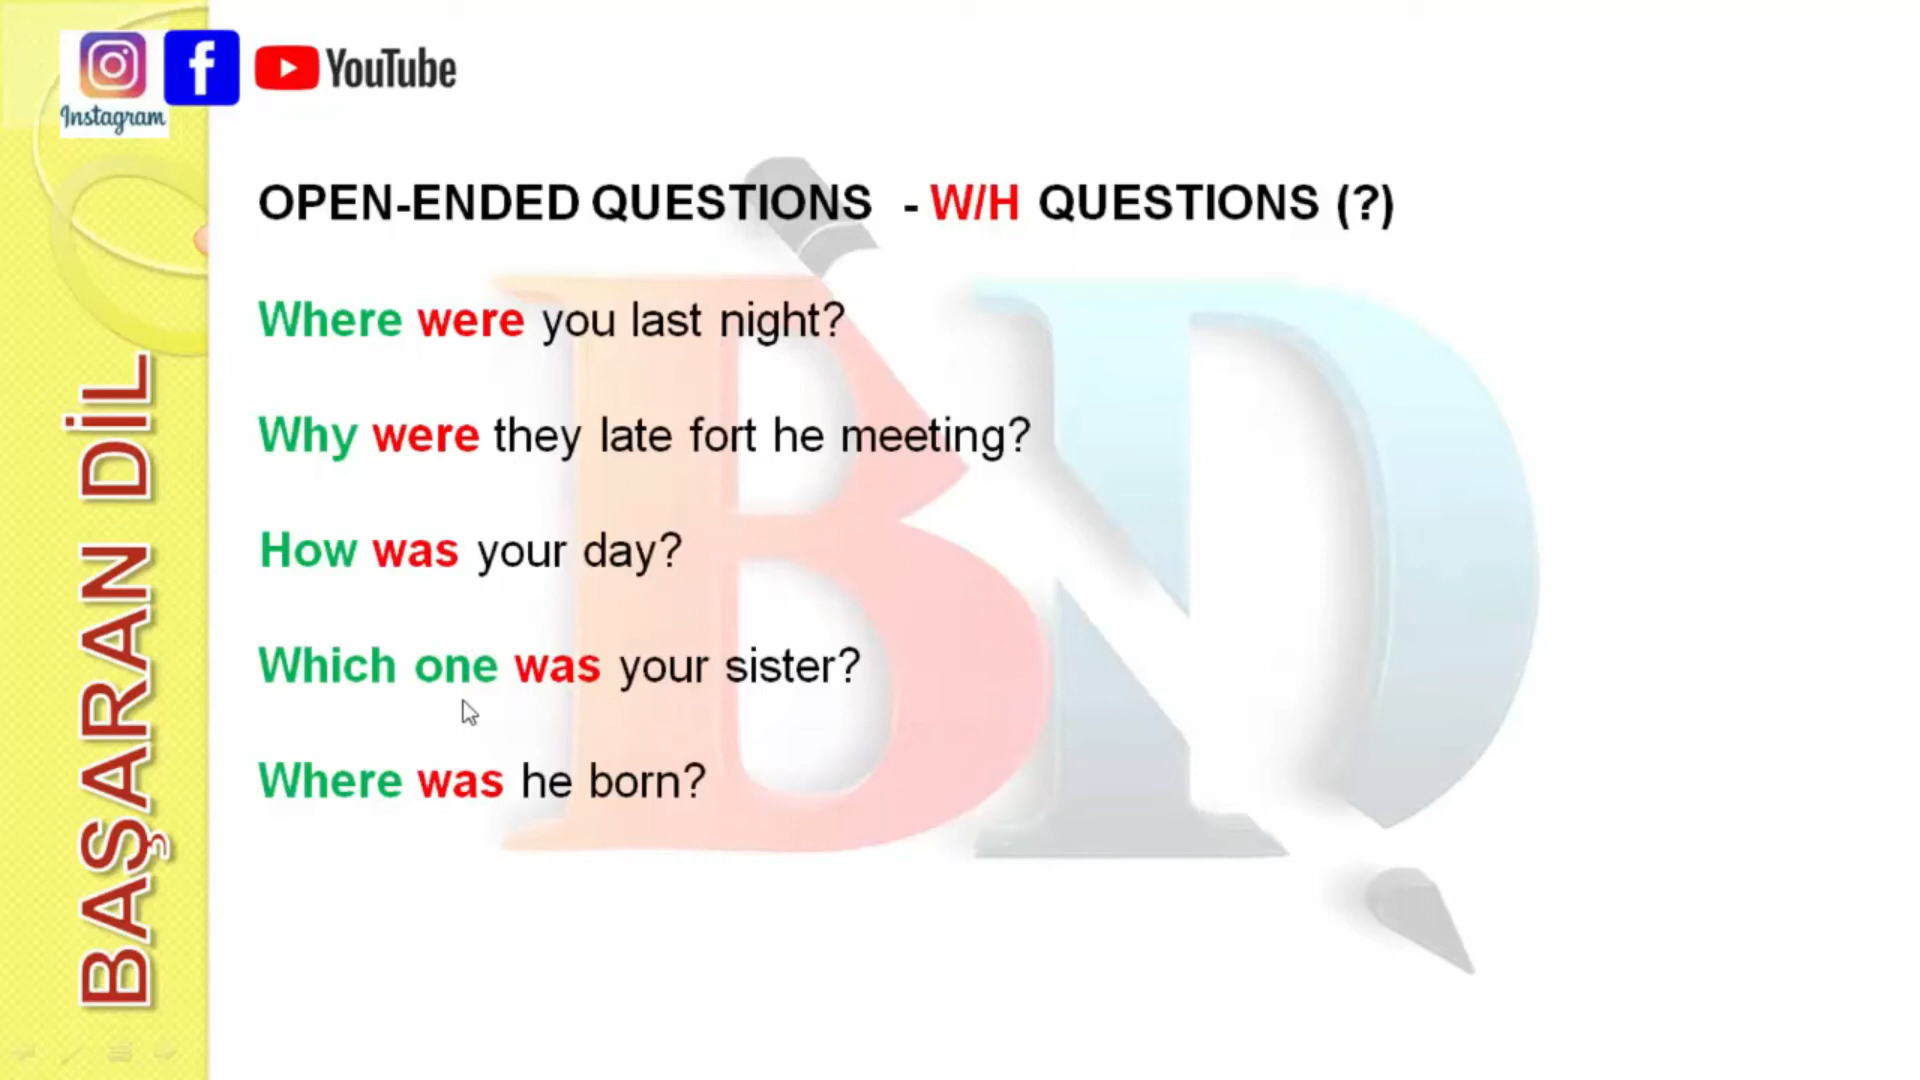 Instagram
YouTube
OPEN-ENDED QUESTIONS - W/H QUESTIONS (?)
Where were you last night?
Why were they late fort he meeting?
How was your day?
Which one was your sister?
Where was he born?
BAŞARAN DİL